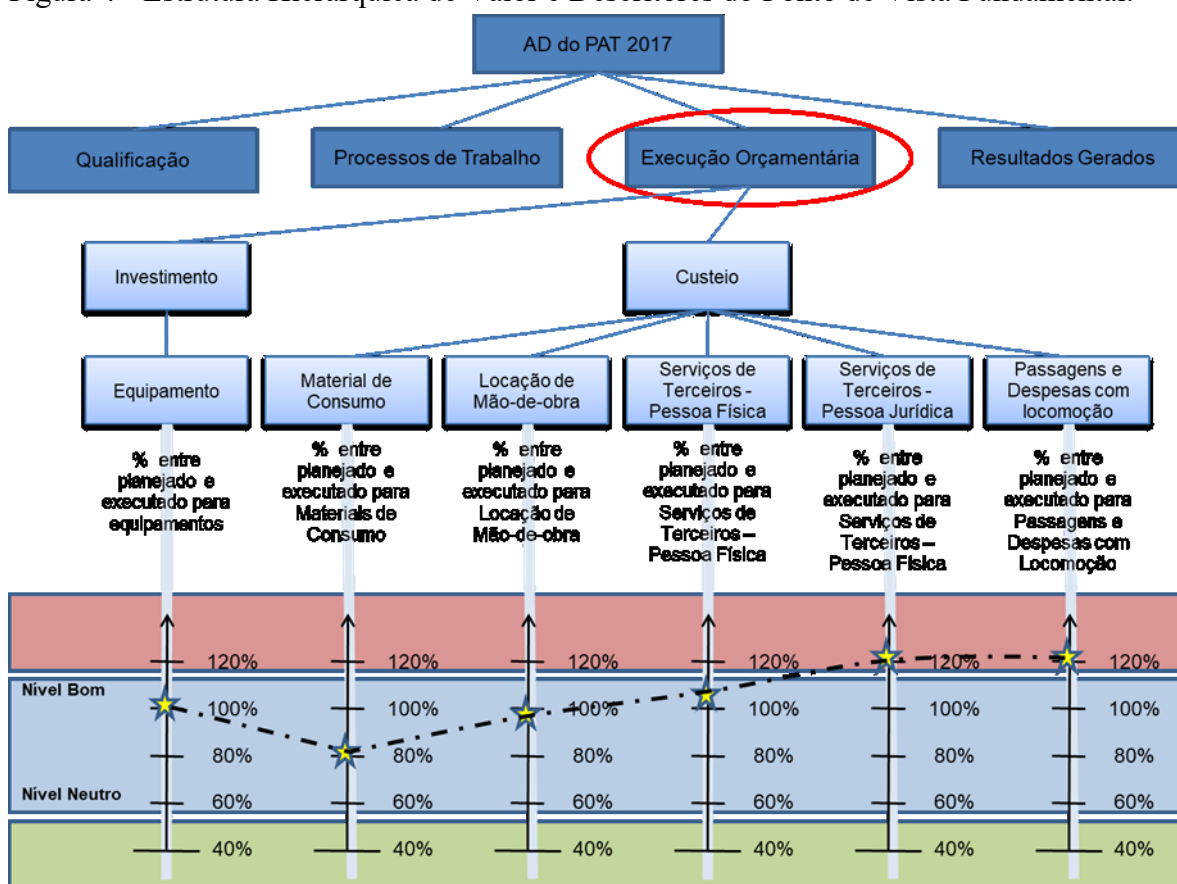 AD do PAT 2017
Qualificação
Processos de Trabalho
Execução Orçamentária
Resultados Gerados
Investimento
Custeio
Equipamento
Material de
Consumo
Locação de
Mão-de-obra
Serviços de
Terceiros -
Pessoa Física
Serviços de
Terceiros -
Pessoa Jurídica
Passagens e
Despesas com
locomoção
% entre
planejado e
executado para
equipamentos
% entre
planejado e
executado para
Materials de
Consumo
% entre
planejado e
executado para
Locação de
Mão-de-obra
% entre
planejado e
executado para
Serviços de
Terceiros –
Pessoa Física
% entre
planejado e
executado para
Serviços de
Terceiros –
Pessoa Física
% entre
planejado e
executado para
Passagens e
Despesas com
Locomoção
120% 120% 120% 120% 120% 120%
Nível Bom
100% 100% 100% 100% 100% 100%
80% 80% 80% 80% 80% 80%
Nível Neutro
60% 60% 60% 60% 60% 60%
40% 40% 40% 40% 40% 40%